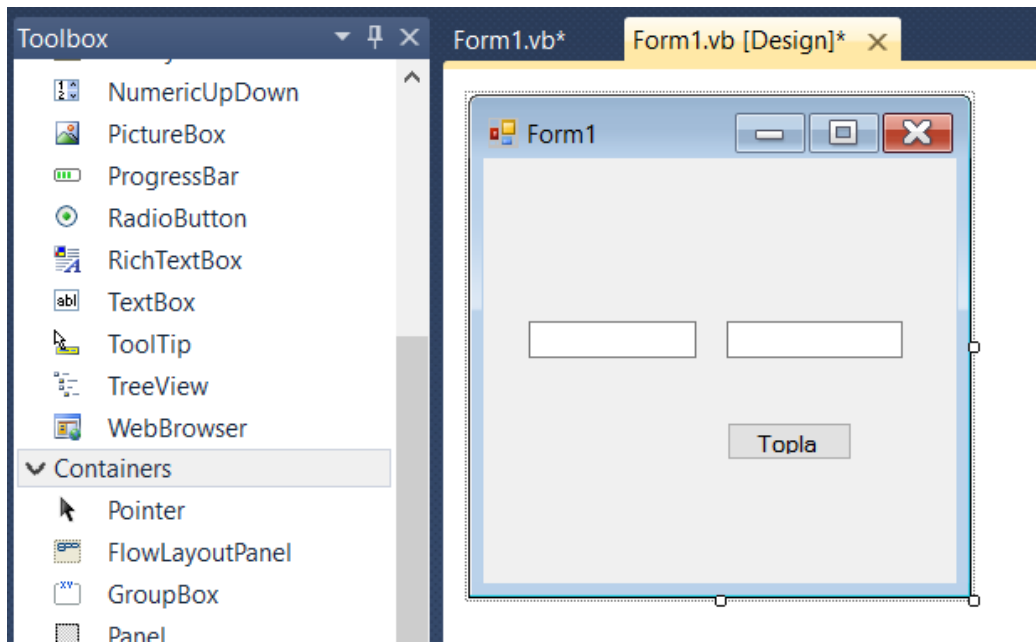 Toolbox
Form1.vb*
Form1.vb [Design]*
NumericUpDown
PictureBox
ProgressBar
RadioButton
RichTextBox
abl TextBox
ToolTip
TreeView
WebBrowser
Containers
Pointer
FlowLayoutPanel
GroupBox
Panel
Form1
Topla